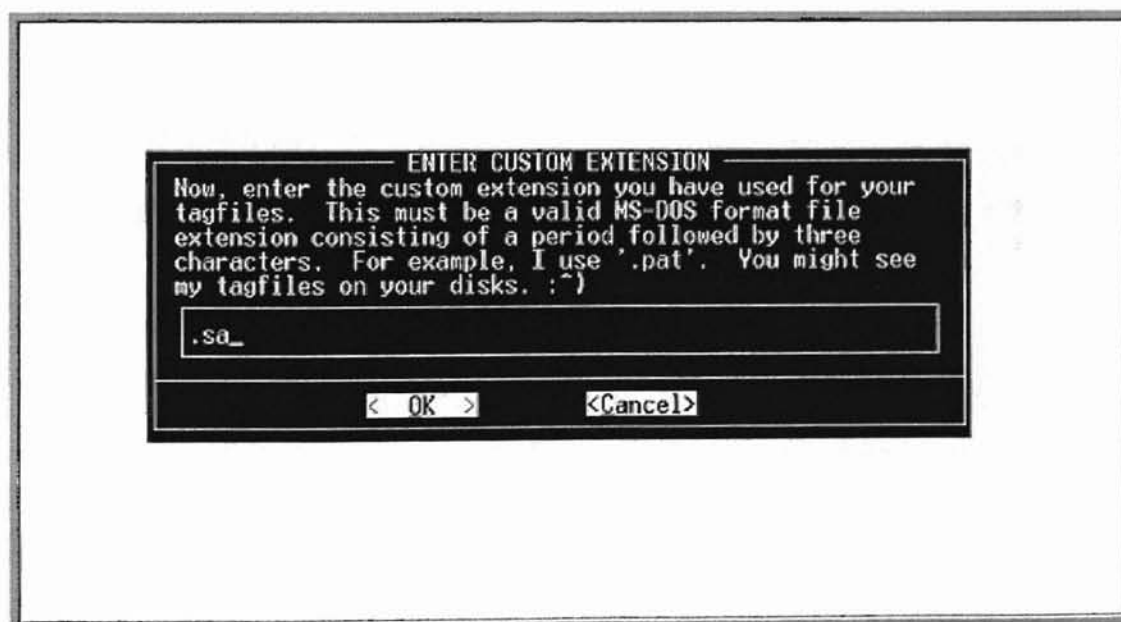 ENTER CUSTOM EXTENSION
Now, enter the custom extension you have used for your
tagfiles.  This must be a valid MS-DOS format file
extension consisting of a period followed by three
characters.  For example, I use '.pat'.  You might see
my tagfiles on your disks. :^)
.sa_
<  OK  > <Cancel>